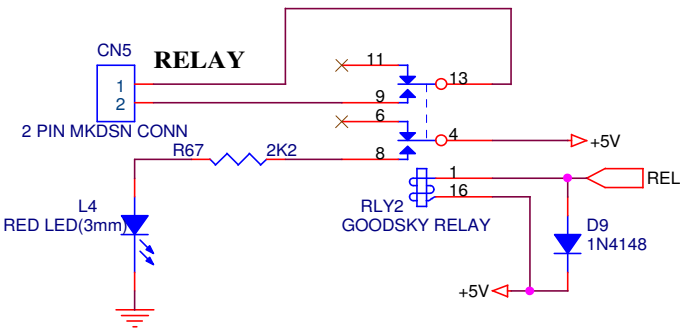 CN5
RELAY
1
2
2 PIN MKDSN CONN
11
13
9
6
4
+5V
8
R67
2K2
1
16
REL
RLY2
GOODSKY RELAY
L4
RED LED(3mm)
D9
1N4148
+5V